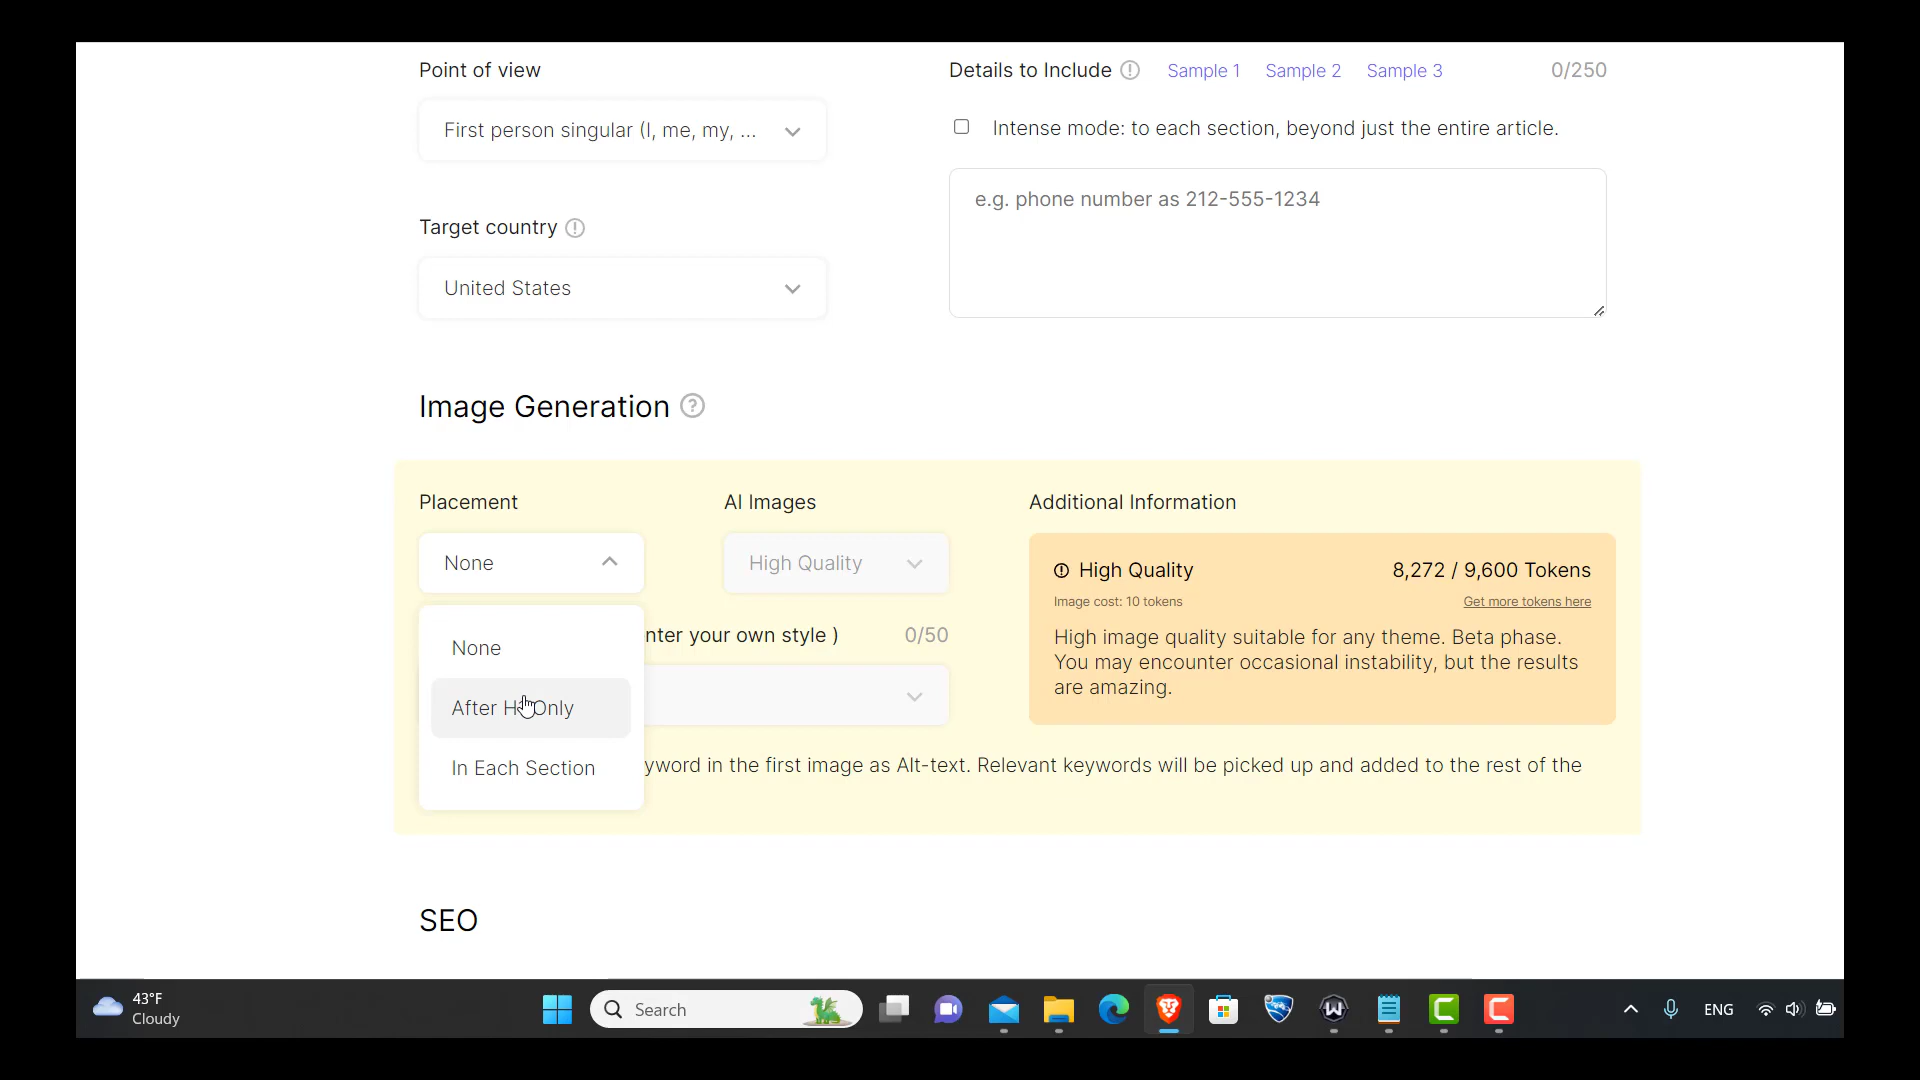 Point of view
Details to Include
Sample 1
Sample 2
Sample 3
0/250
First person singular (I, me, my, ...
Intense mode: to each section, beyond just the entire article.
e.g. phone number as 212-555-1234
Target country
United States
Image Generation
Placement
AI Images
Additional Information
None
High Quality
High Quality
8,272 / 9,600 Tokens
Image cost: 10 tokens
Get more tokens here
High image quality suitable for any theme. Beta phase.
You may encounter occasional instability, but the results
are amazing.
nter your own style )
0/50
None
After Only
In Each Section
yword in the first image as Alt-text. Relevant keywords will be picked up and added to the rest of the
SEO
43°F
Cloudy
Search
ENG